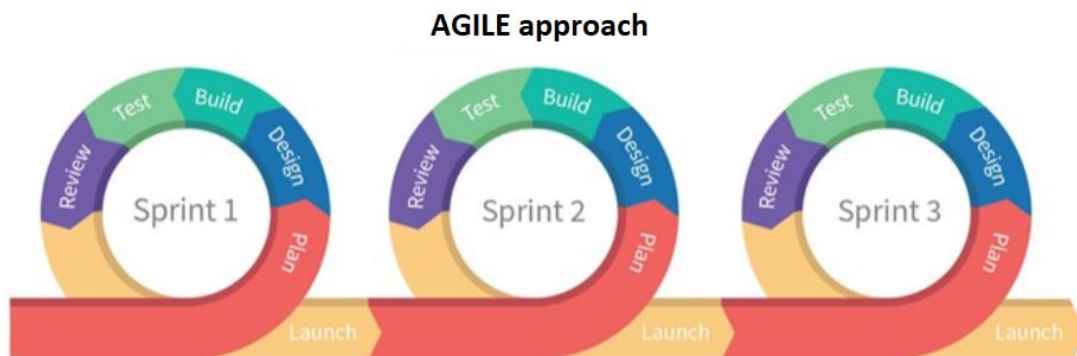 AGILE approach
Sprint 1
Plan
Design
Build
Test
Review
Launch
Sprint 2
Plan
Design
Build
Test
Review
Launch
Sprint 3
Plan
Design
Build
Test
Review
Launch